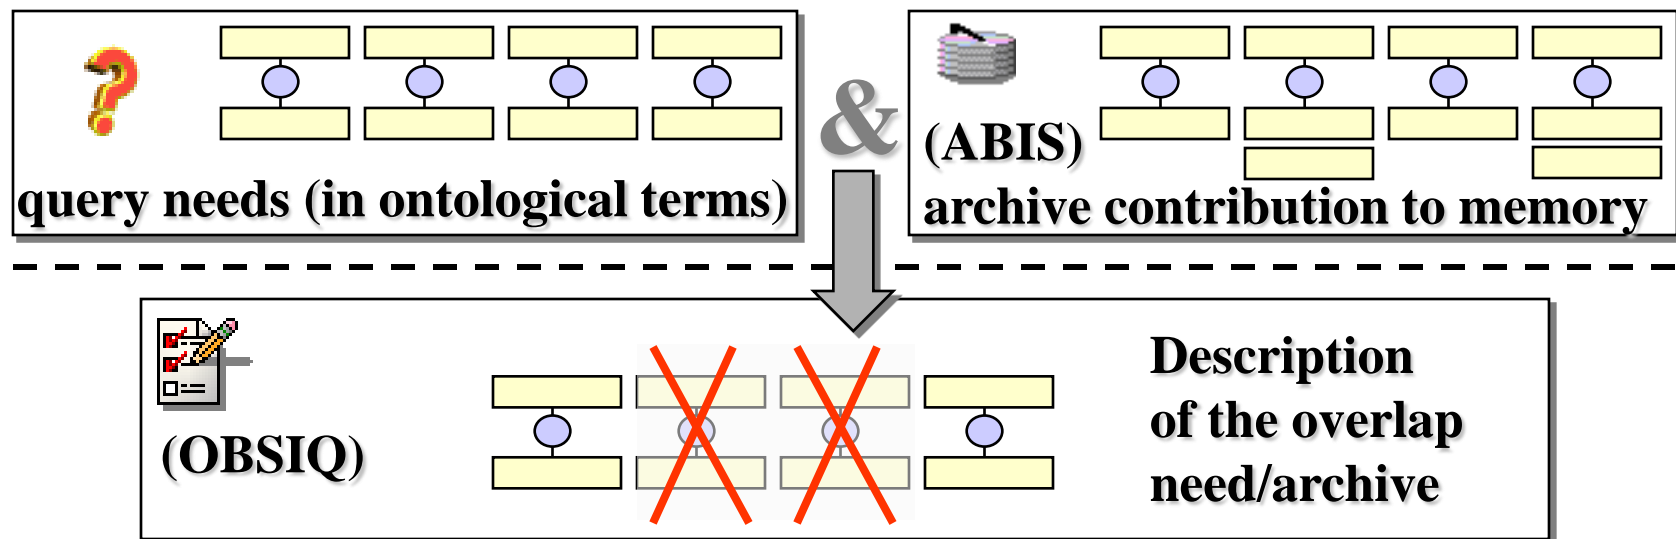 query needs (in ontological terms)
&
(ABIS)
archive contribution to memory
(OBSIQ)
Description
of the overlap
need/archive